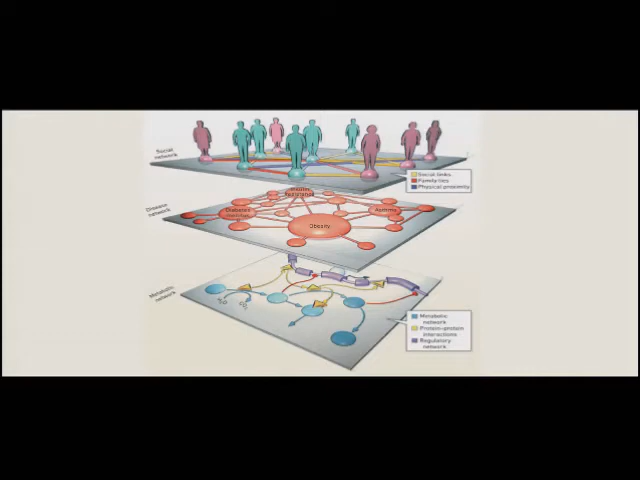 Social
network
Social links
Family ties
Physical proximity
Disease
network
Diabetes
Obesity
Asthma
Metabolic
network
Metabolic
network
Protein–protein
interactions
Regulatory
network